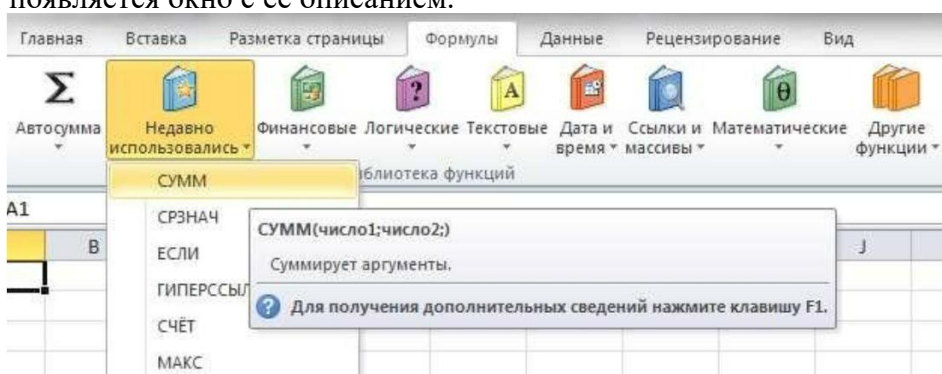 появляется окно с ее описанием.
Главная Вставка Разметка страницы Формулы Данные Рецензирование Вид
Σ ? A θ
Автосумма Недавно использовались Финансовые Логические Текстовые Дата и время Ссылки и массивы Математические Другие функции
блиотека функций
СУММ
A1
СРЗНАЧ
СУММ(число1;число2;)
B
J
ЕСЛИ
Суммирует аргументы.
ГИПЕРССЫЛ
? Для получения дополнительных сведений нажмите клавишу F1.
СЧЁТ
МАКС